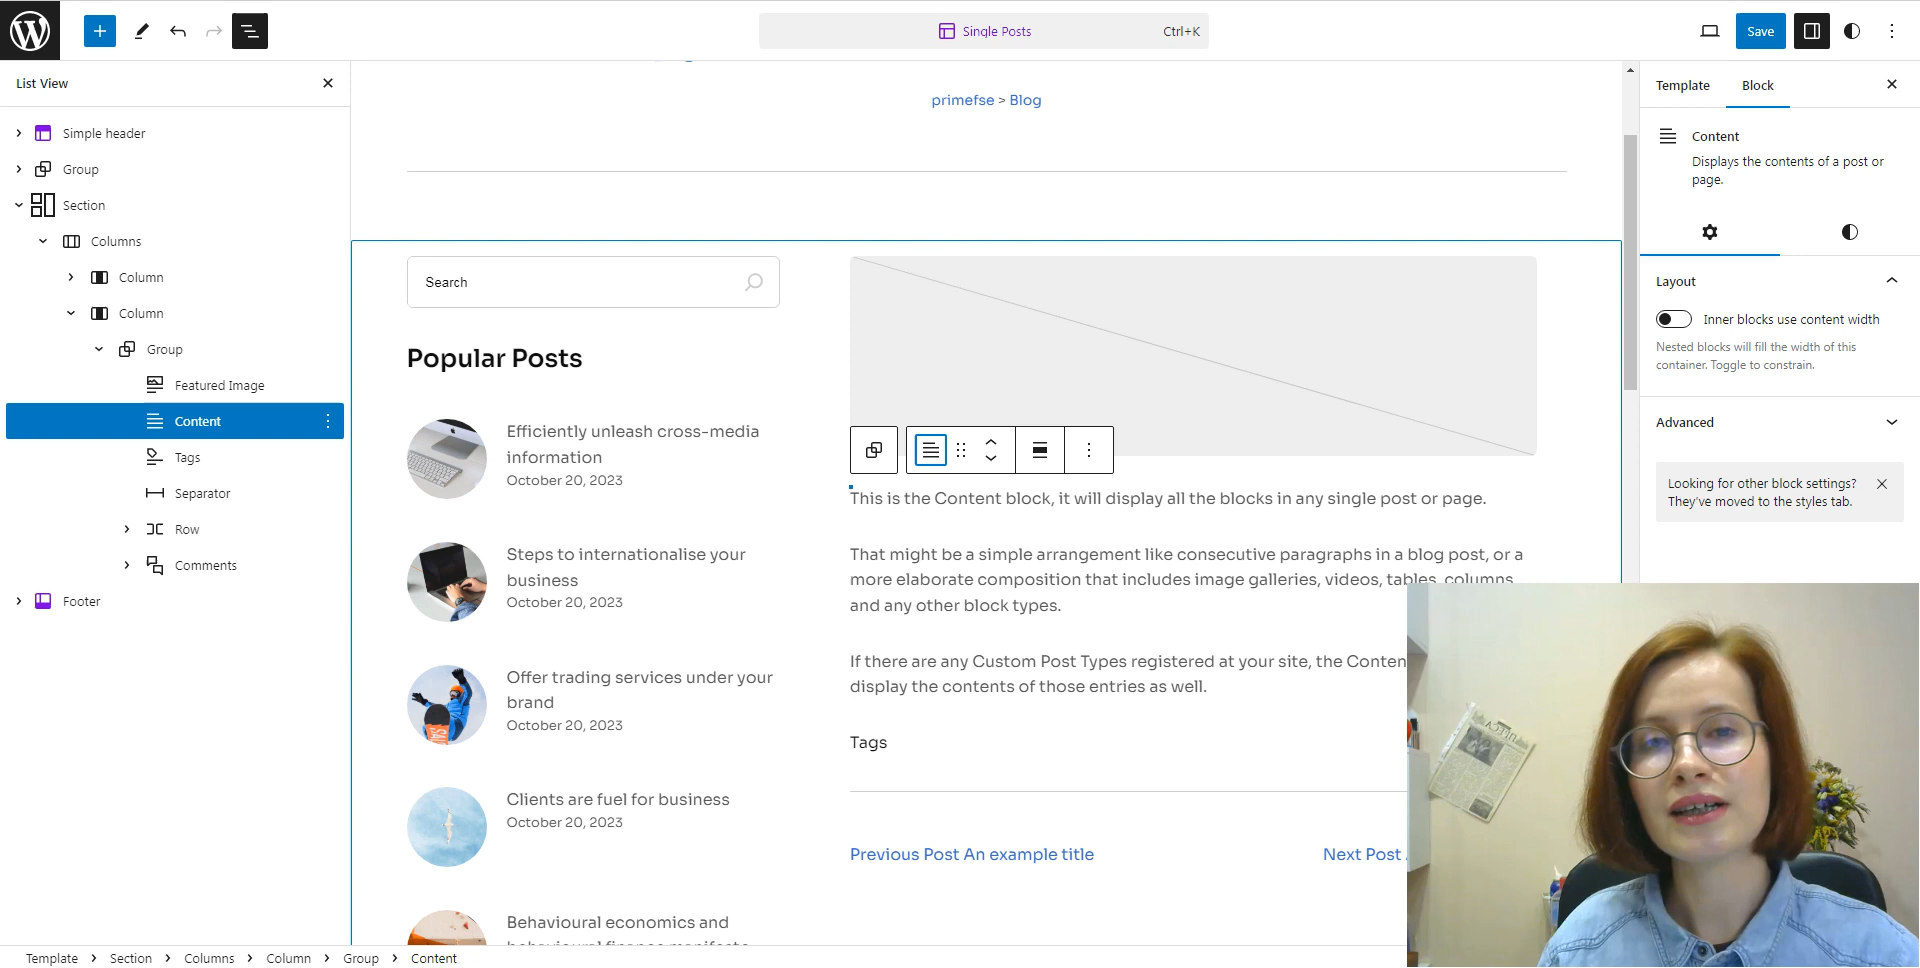 Single Posts
Ctrl+K
Save
List View
Simple header
Group
Section
Columns
Column
Column
Group
Featured Image
Content
Tags
Separator
Row
Comments
Footer
primefse > Blog
Search
Popular Posts
Efficiently unleash cross-media
information
October 20, 2023
Steps to internationalise your
business
October 20, 2023
Offer trading services under your
brand
October 20, 2023
Clients are fuel for business
October 20, 2023
Behavioural economics and
This is the Content block, it will display all the blocks in any single post or page.
That might be a simple arrangement like consecutive paragraphs in a blog post, or a
more elaborate composition that includes image galleries, videos, tables, columns,
and any other block types.
If there are any Custom Post Types registered at your site, the Conten
display the contents of those entries as well.
Tags
Previous Post An example title
Next Post
Template
Block
Content
Displays the contents of a post or
page.
Layout
Inner blocks use content width
Nested blocks will fill the width of this
container. Toggle to constrain.
Advanced
Looking for other block settings?
They've moved to the styles tab.
Template > Section > Columns > Column > Group > Content